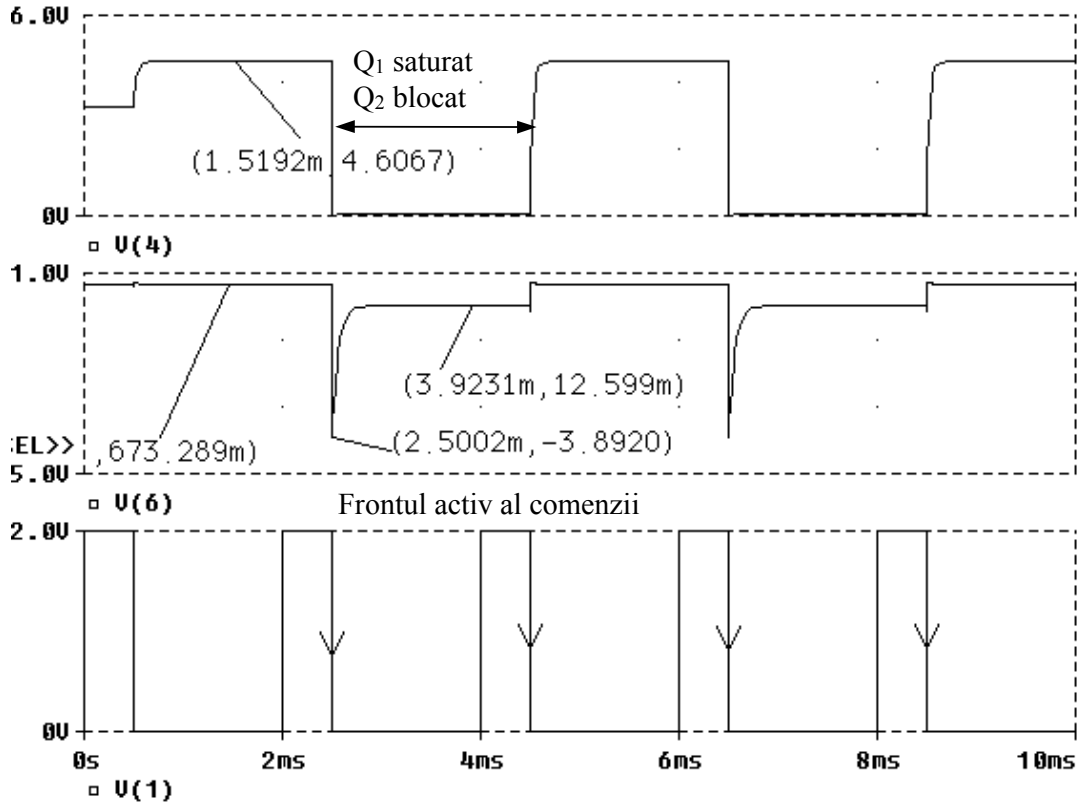 6.0V
Q1 saturat
Q2 blocat
(1.5192m, 4.6067)
0V
V(4)
1.0V
(3.9231m,12.599m)
(2.5002m,-3.8920)
EL>>
,673.289m)
5.0V
V(6)
Frontul activ al comenzii
2.0V
0V
0s 2ms 4ms 6ms 8ms 10ms
V(1)